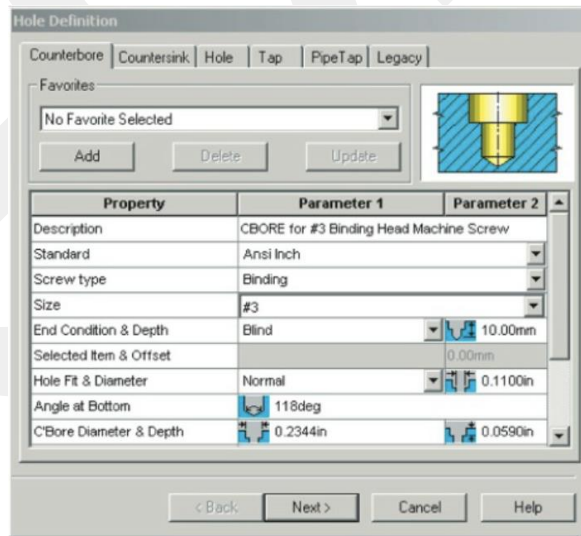 Hole Definition
Counterbore Countersink Hole Tap PipeTap Legacy
Favorites
No Favorite Selected
Add Delete Update
Property Parameter 1 Parameter 2
Description CBORE for #3 Binding Head Machine Screw
Standard Ansi Inch
Screw type Binding
Size #3
End Condition & Depth Blind 10.00mm
Selected Item & Offset 0.00mm
Hole Fit & Diameter Normal 0.1100in
Angle at Bottom 118deg
C'Bore Diameter & Depth 0.2344in 0.0590in
< Back Next > Cancel Help